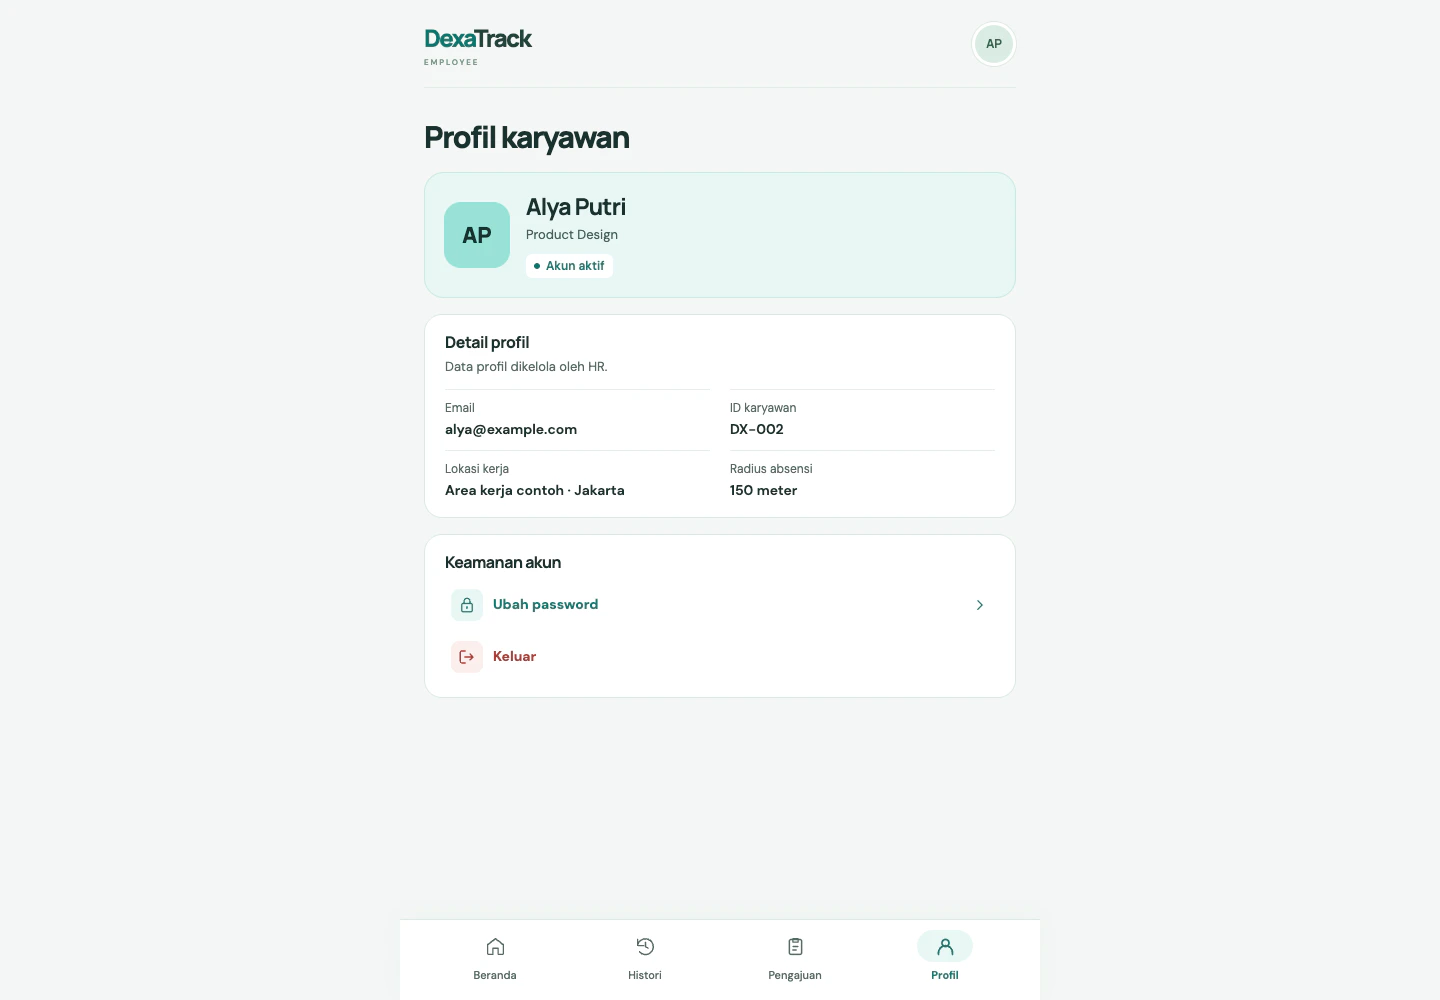 DexaTrack
EMPLOYEE
AP
Profil karyawan
AP
Alya Putri
Product Design
Akun aktif
Detail profil
Data profil dikelola oleh HR.
Email
alya@example.com
ID karyawan
DX-002
Lokasi kerja
Area kerja contoh · Jakarta
Radius absensi
150 meter
Keamanan akun
Ubah password
Keluar
Beranda
Histori
Pengajuan
Profil